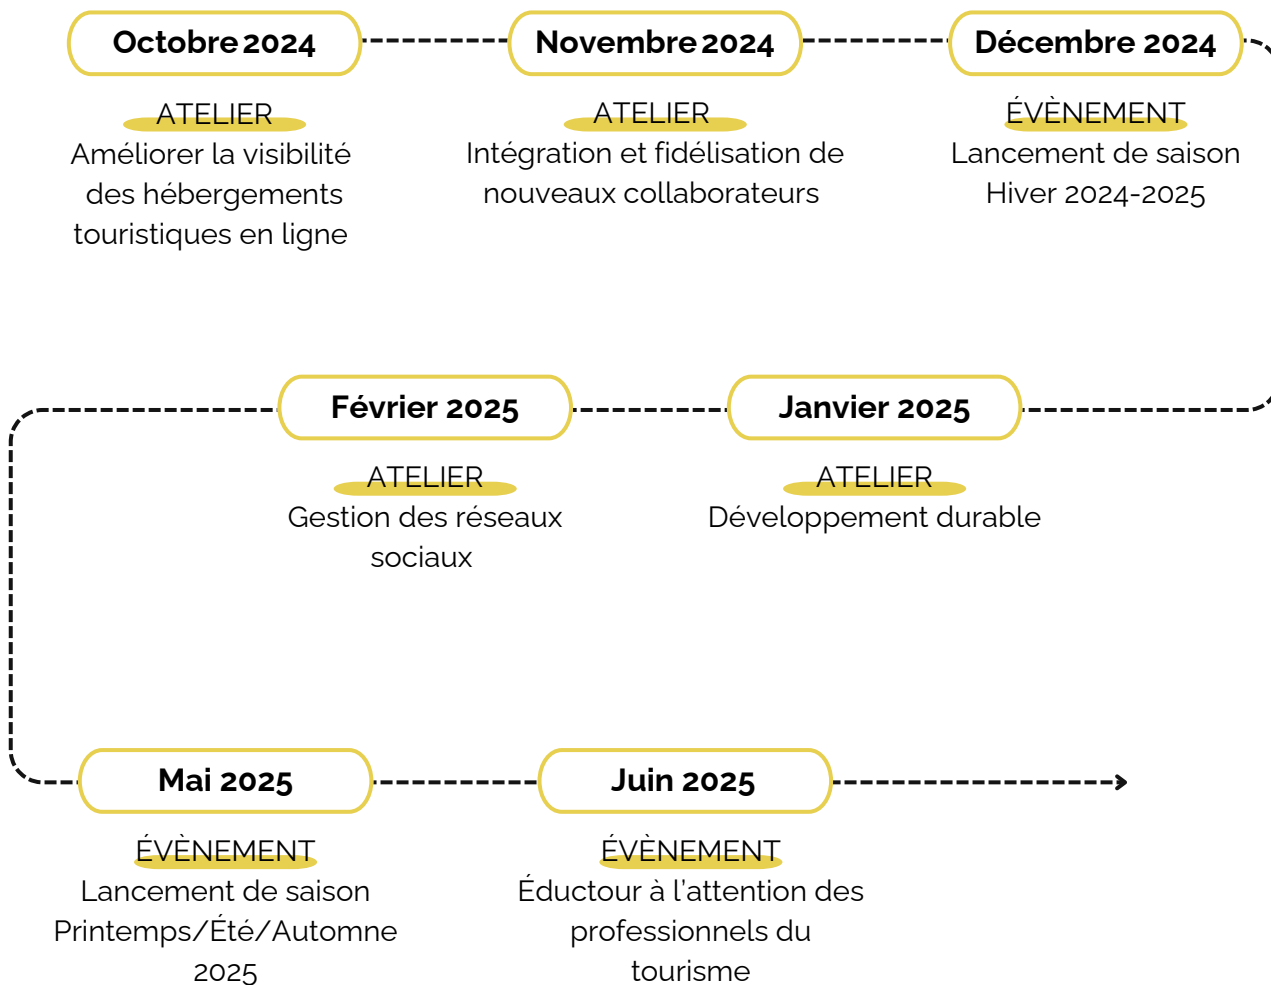 Octobre 2024
ATELIER
Améliorer la visibilité
des hébergements
touristiques en ligne
Novembre 2024
ATELIER
Intégration et fidélisation de
nouveaux collaborateurs
Décembre 2024
ÉVÈNEMENT
Lancement de saison
Hiver 2024-2025
Janvier 2025
ATELIER
Développement durable
Février 2025
ATELIER
Gestion des réseaux
sociaux
Mai 2025
ÉVÈNEMENT
Lancement de saison
Printemps/Été/Automne
2025
Juin 2025
ÉVÈNEMENT
Éductour à l'attention des
professionnels du
tourisme